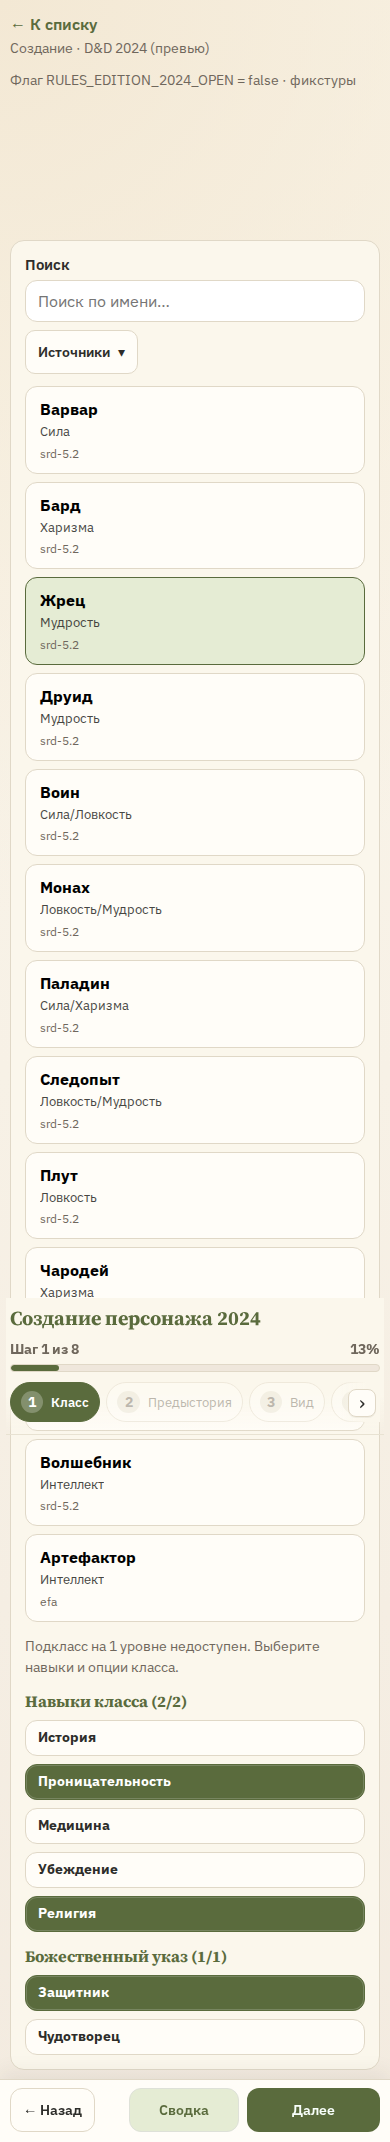 ← К списку
Создание · D&D 2024 (превью)
Флаг RULES_EDITION_2024_OPEN = false · фикстуры
Поиск
Поиск по имени...
Источники ▾
Варвар
Сила
srd-5.2
Бард
Харизма
srd-5.2
Жрец
Мудрость
srd-5.2
Друид
Мудрость
srd-5.2
Воин
Сила/Ловкость
srd-5.2
Монах
Ловкость/Мудрость
srd-5.2
Паладин
Сила/Харизма
srd-5.2
Следопыт
Ловкость/Мудрость
srd-5.2
Плут
Ловкость
srd-5.2
Чародей
Харизма
Создание персонажа 2024
Шаг 1 из 8 13%
1 Класс 2 Предыстория 3 Вид ›
Волшебник
Интеллект
srd-5.2
Артефактор
Интеллект
efa
Подкласс на 1 уровне недоступен. Выберите
навыки и опции класса.
Навыки класса (2/2)
История
Проницательность
Медицина
Убеждение
Религия
Божественный указ (1/1)
Защитник
Чудотворец
← Назад Сводка Далее